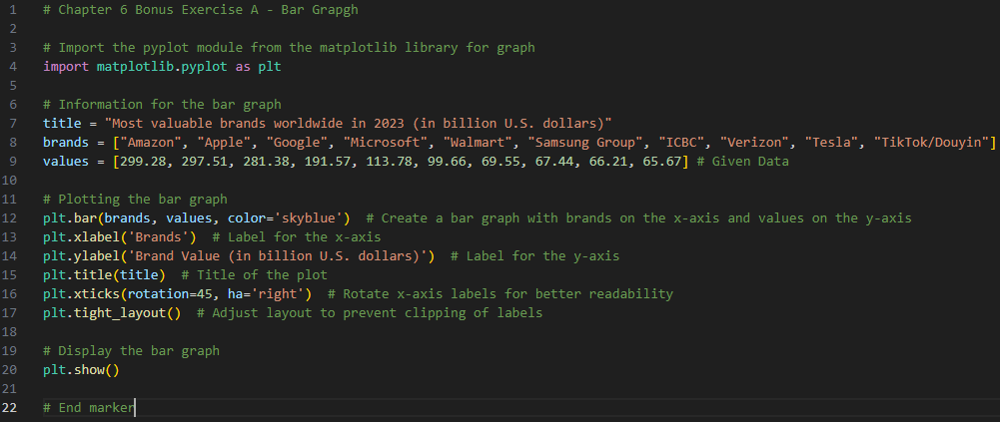 1 # Chapter 6 Bonus Exercise A - Bar Grapgh
2
3 # Import the pyplot module from the matplotlib library for graph
4 import matplotlib.pyplot as plt
5
6 # Information for the bar graph
7 title = "Most valuable brands worldwide in 2023 (in billion U.S. dollars)"
8 brands = ["Amazon", "Apple", "Google", "Microsoft", "Walmart", "Samsung Group", "ICBC", "Verizon", "Tesla", "TikTok/Douyin"]
9 values = [299.28, 297.51, 281.38, 191.57, 113.78, 99.66, 69.55, 67.44, 66.21, 65.67] # Given Data
10
11 # Plotting the bar graph
12 plt.bar(brands, values, color='skyblue')  # Create a bar graph with brands on the x-axis and values on the y-axis
13 plt.xlabel('Brands')  # Label for the x-axis
14 plt.ylabel('Brand Value (in billion U.S. dollars)')  # Label for the y-axis
15 plt.title(title)  # Title of the plot
16 plt.xticks(rotation=45, ha='right')  # Rotate x-axis labels for better readability
17 plt.tight_layout()  # Adjust layout to prevent clipping of labels
18
19 # Display the bar graph
20 plt.show()
21
22 # End marker